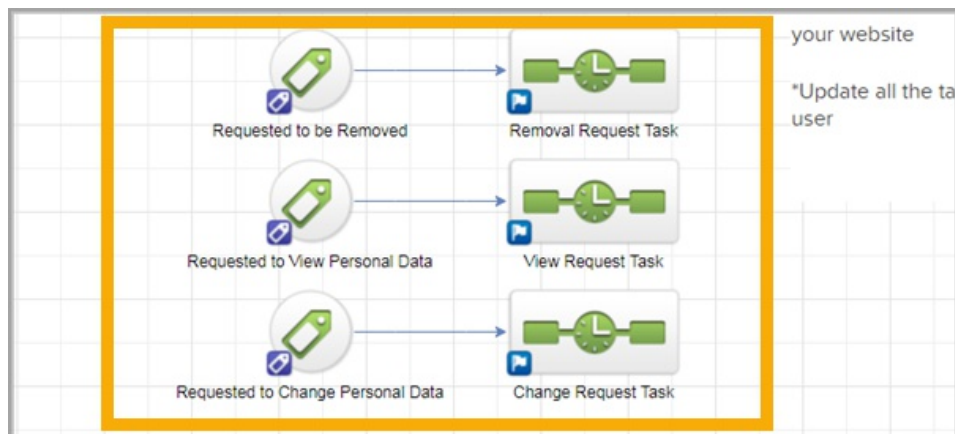 your website
"Update all the ta
user
Requested to be Removed
Removal Request Task
Requested to View Personal Data
View Request Task
Requested to Change Personal Data
Change Request Task